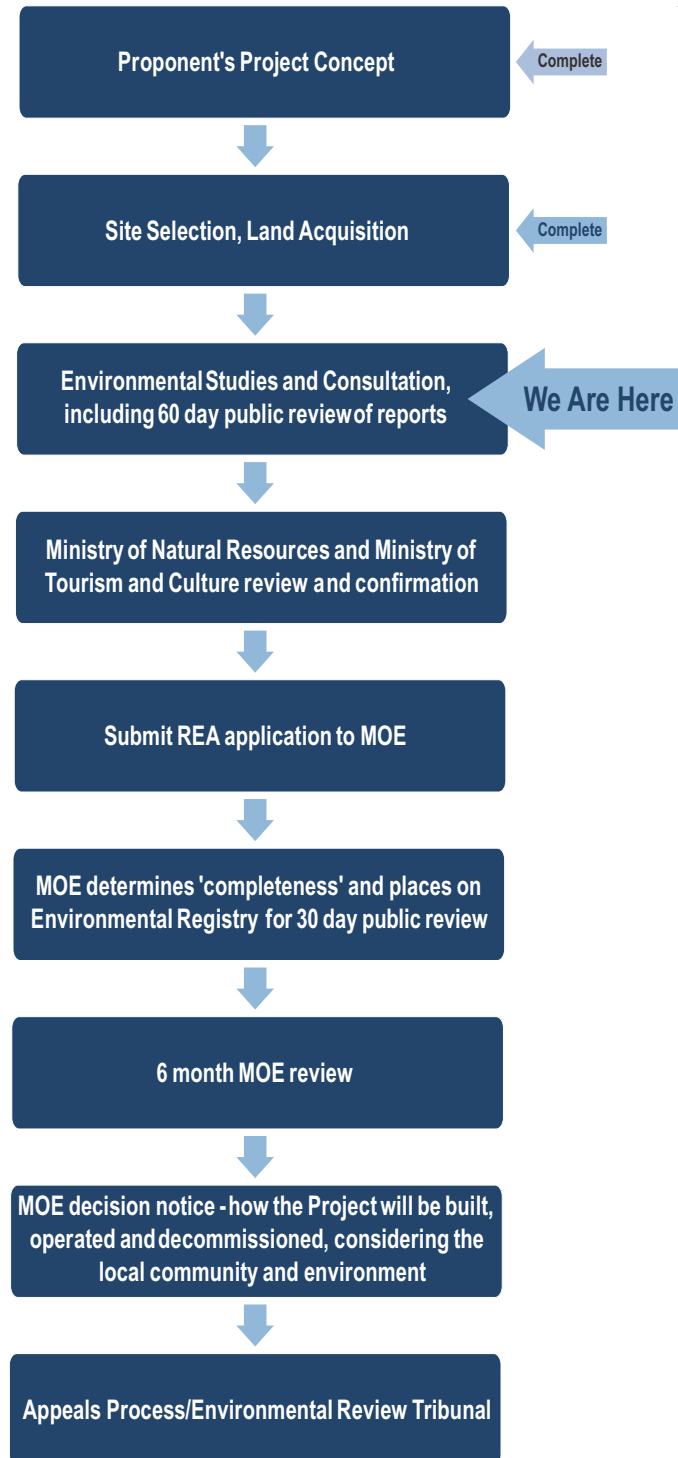 Proponent's Project Concept
Complete
Site Selection, Land Acquisition
Complete
Environmental Studies and Consultation,
including 60 day public review of reports
We Are Here
Ministry of Natural Resources and Ministry of
Tourism and Culture review and confirmation
Submit REA application to MOE
MOE determines 'completeness' and places on
Environmental Registry for 30 day public review
6 month MOE review
MOE decision notice - how the Project will be built,
operated and decommissioned, considering the
local community and environment
Appeals Process/Environmental Review Tribunal